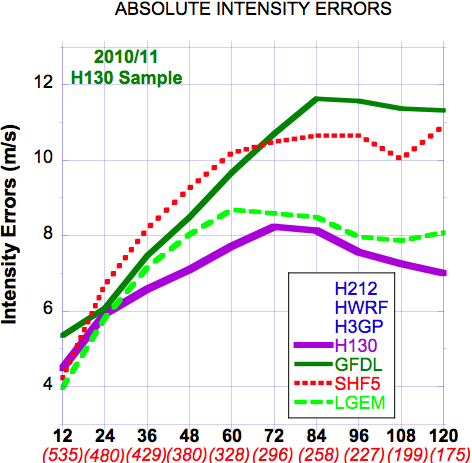 ABSOLUTE INTENSITY ERRORS
2010/11
H130 Sample
Intensity Errors (m/s)
12
10
8
6
4
H212
HWRF
H3GP
H130
GFDL
SHF5
LGEM
12 24 36 48 60 72 84 96 108 120
(535) (480) (429) (380) (328) (296) (258) (227) (199) (175)